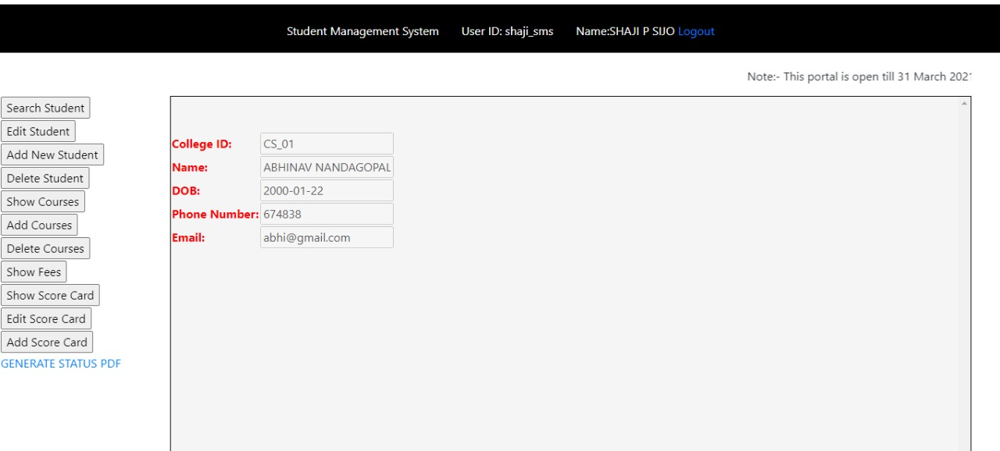 Student Management System User ID: shaji_sms Name:SHAJI P SIJO Logout
Note:- This portal is open till 31 March 2021
Search Student
Edit Student
Add New Student
Delete Student
Show Courses
Add Courses
Delete Courses
Show Fees
Show Score Card
Edit Score Card
Add Score Card
GENERATE STATUS PDF
College ID: CS_01
Name: ABHINAV NANDAGOPAL
DOB: 2000-01-22
Phone Number: 674838
Email: abhi@gmail.com